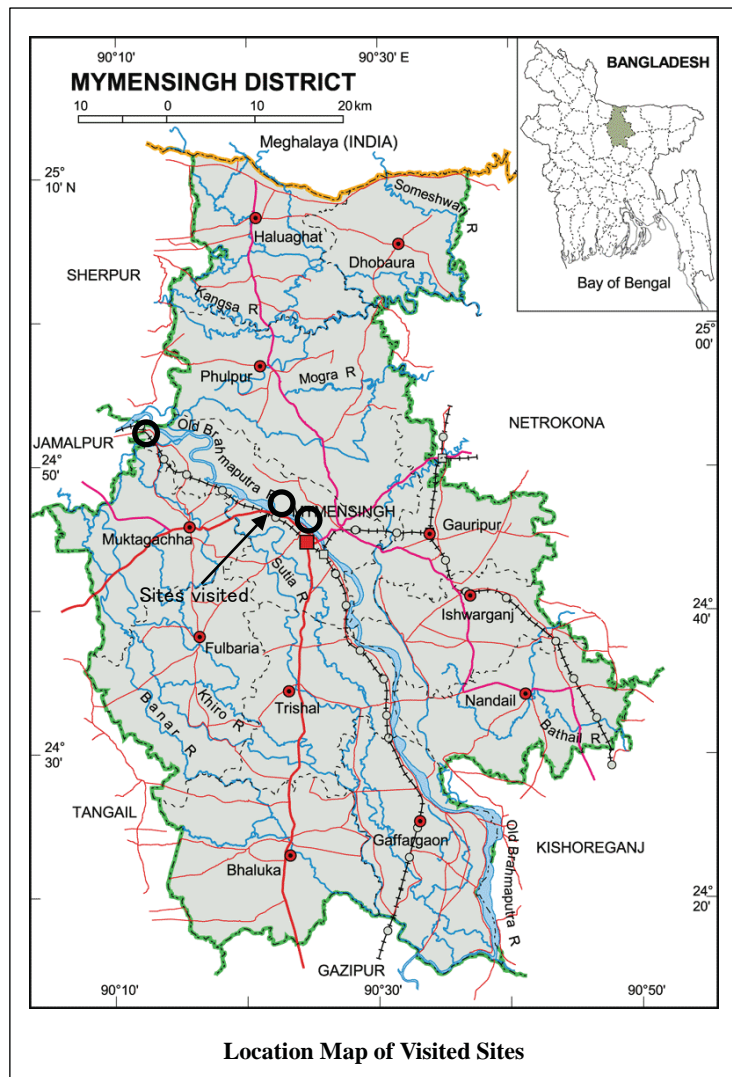 90°10' 90°30' E
MYMENSINGH DISTRICT
10 0 10 20 km
BANGLADESH
Bay of Bengal
Meghalaya (INDIA)
25°
10' N
Someshwari R
Haluaghat
Dhobaura
SHERPUR
Kangsa R
25°
00'
Phulpur
Mogra R
NETROKONA
JAMALPUR
Old Brahmaputra R
24°
50'
MYMENSINGH
Gauripur
Muktagachha
Sites visited
Sutia R
Ishwarganj
24°
40'
Fulbaria
Khiro R
Banar R
Trishal
Nandail
Bathail R
24°
30'
TANGAIL
Gaffargaon
Old Brahmaputra R
KISHOREGANJ
Bhaluka
24°
20'
GAZIPUR
90°10' 90°30' 90°50'
Location Map of Visited Sites